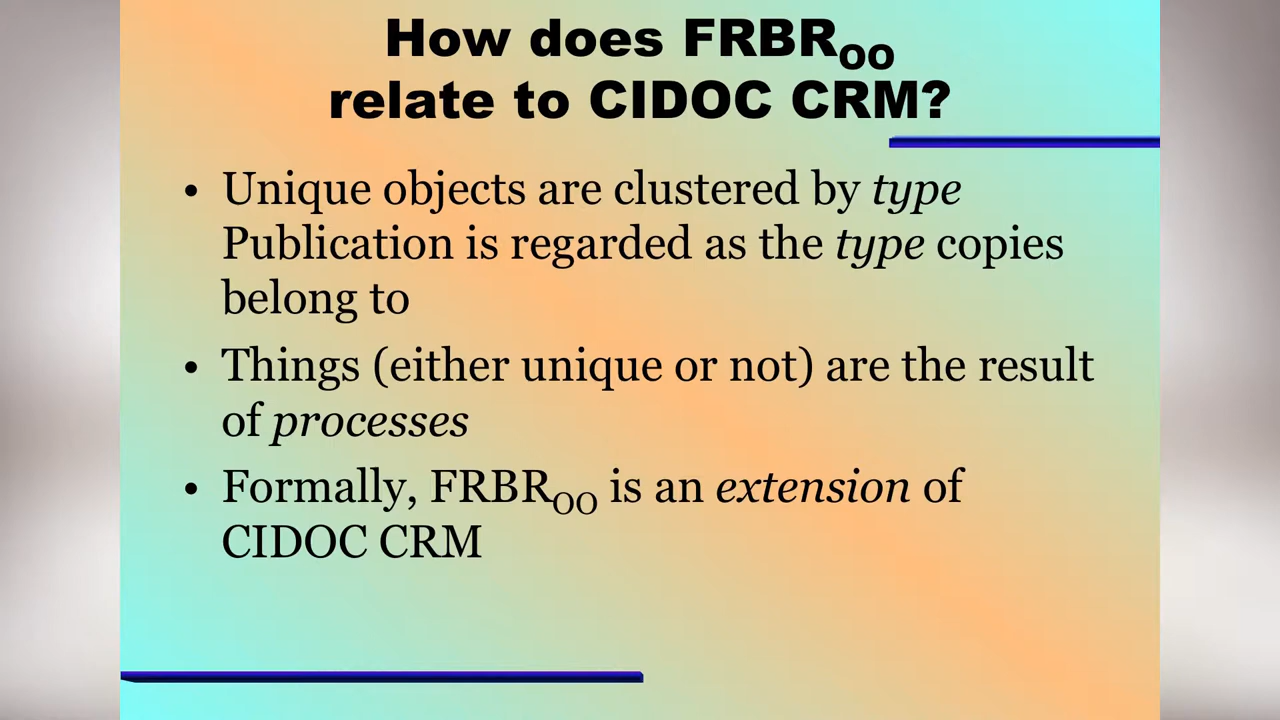 How does FRBROO
relate to CIDOC CRM?
• Unique objects are clustered by type
Publication is regarded as the type copies
belong to
• Things (either unique or not) are the result
of processes
• Formally, FRBROO is an extension of
CIDOC CRM